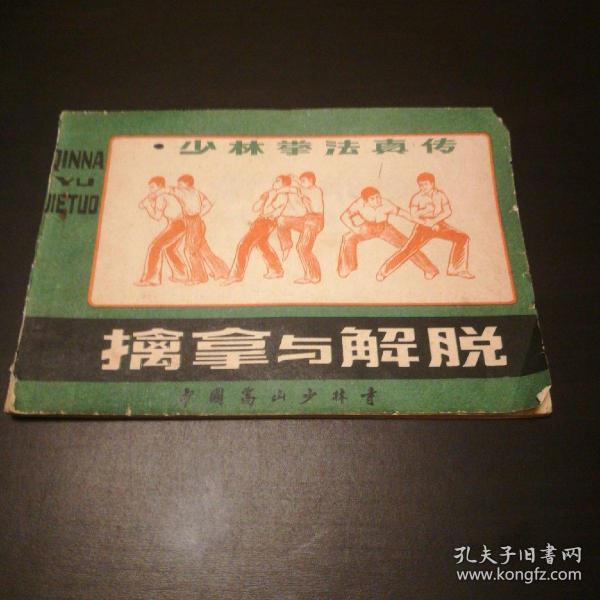 ·少林拳法真传
QINNA
YU
JIETUO
擒拿与解脱
中国嵩山少林寺
孔夫子旧書网
www.kongfz.com